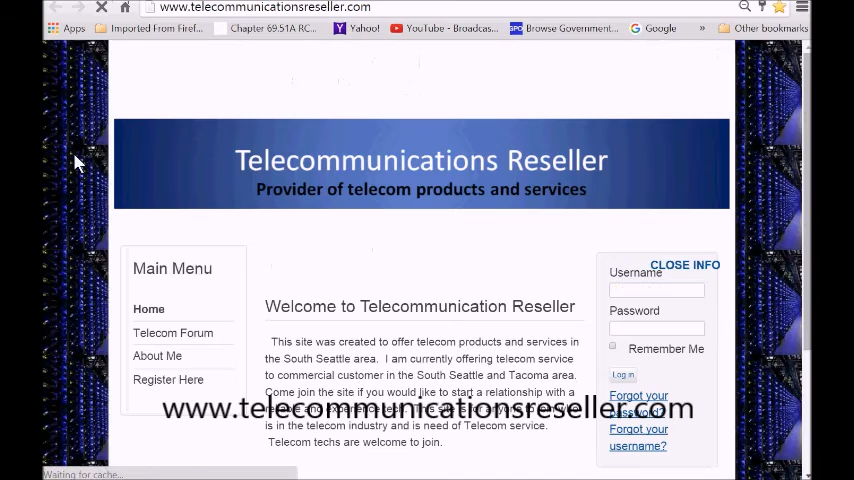 www.telecommunicationsreseller.com
Apps
Imported From Firef...
Chapter 69.51A RC...
Yahoo!
YouTube - Broadcas...
GPO
Browse Government...
Google
»
Other bookmarks
Telecommunications Reseller
Provider of telecom products and services
Main Menu
Home
Telecom Forum
About Me
Register Here
Welcome to Telecommunication Reseller
This site was created to offer telecom products and services in
the South Seattle area. I am currently offering telecom service
to commercial customer in the South Seattle and Tacoma area.
Come join the site if you would like to start a relationship with a
is in the telecom industry and is need of Telecom service.
Telecom techs are welcome to join.
CLOSE INFO
Username
Password
Remember Me
Log in
Forgot your
password?
Forgot your
username?
www.telecommunicationsreseller.com
Waiting for cache...